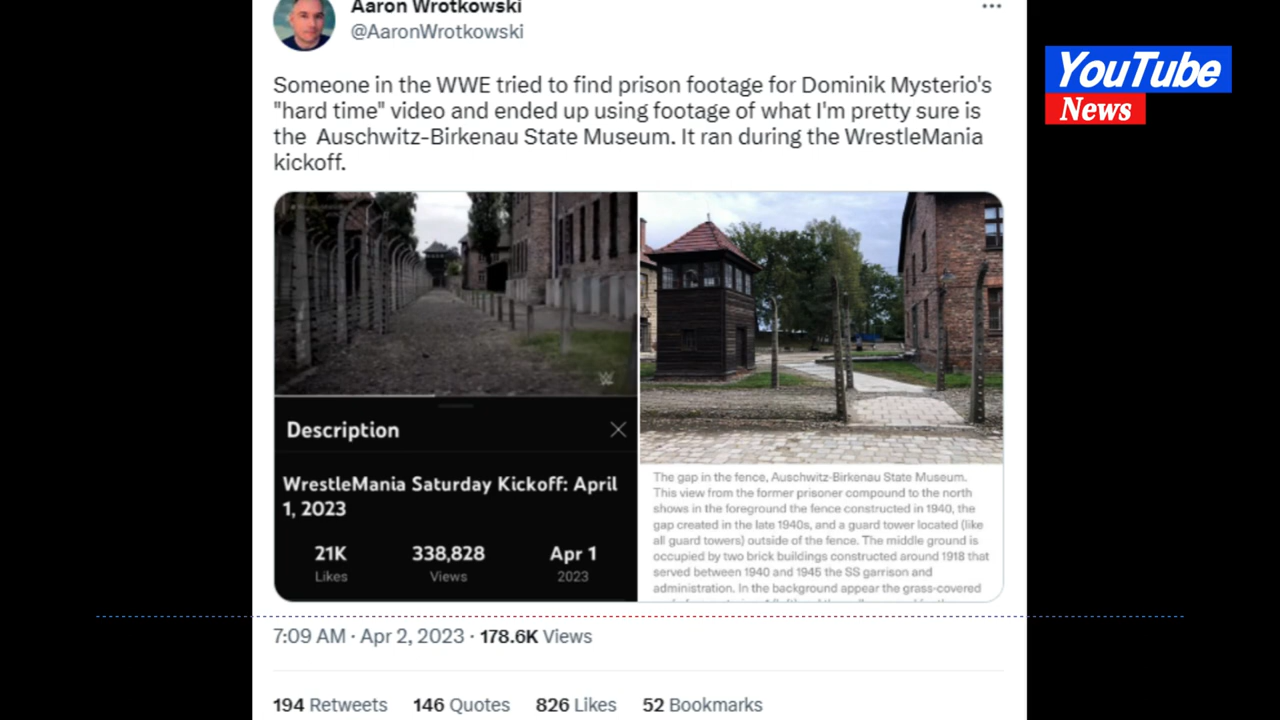 Aaron Wrotkowski
@AaronWrotkowski
YouTube
News
Someone in the WWE tried to find prison footage for Dominik Mysterio's
"hard time" video and ended up using footage of what I'm pretty sure is
the Auschwitz-Birkenau State Museum. It ran during the WrestleMania
kickoff.
W
Description
WrestleMania Saturday Kickoff: April
1, 2023
21K 338,828 Apr 1
Likes Views 2023
The gap in the fence, Auschwitz-Birkenau State Museum.
This view from the former prisoner compound to the north
shows in the foreground the fence constructed in 1940, the
gap created in the late 1940s, and a guard tower located (like
all guard towers) outside of the fence. The middle ground is
occupied by two brick buildings constructed around 1918 that
served between 1940 and 1945 the SS garrison and
administration. In the background appear the grass-covered
7:09 AM · Apr 2, 2023 · 178.6K Views
194 Retweets 146 Quotes 826 Likes 52 Bookmarks